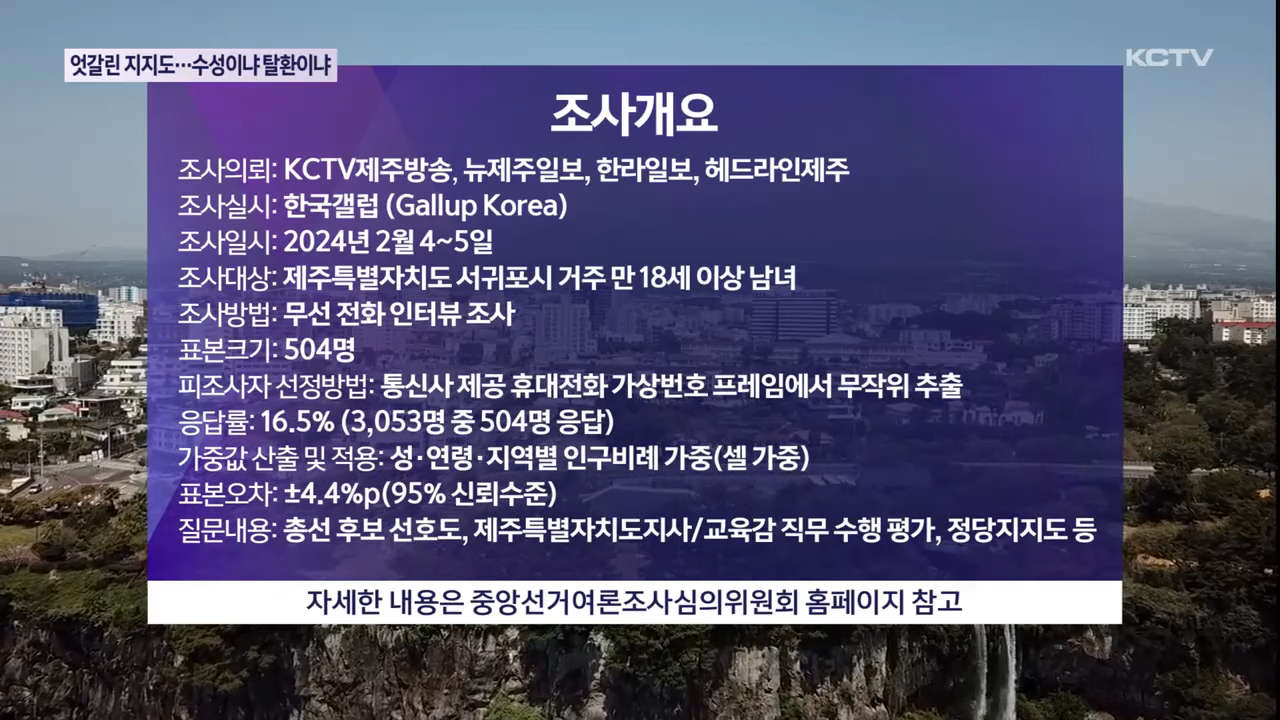 엇갈린 지지도…수성이냐 탈환이냐
KCTV
조사개요
조사의뢰: KCTV제주방송, 뉴제주일보, 한라일보, 헤드라인제주
조사실시: 한국갤럽 (Gallup Korea)
조사일시: 2024년 2월 4~5일
조사대상: 제주특별자치도 서귀포시 거주 만 18세 이상 남녀
조사방법: 무선 전화 인터뷰 조사
표본크기: 504명
피조사자 선정방법: 통신사 제공 휴대전화 가상번호 프레임에서 무작위 추출
응답률: 16.5% (3,053명 중 504명 응답)
가중값 산출 및 적용: 성·연령·지역별 인구비례 가중(셀 가중)
표본오차: ±4.4%p(95% 신뢰수준)
질문내용: 총선 후보 선호도, 제주특별자치도지사/교육감 직무 수행 평가, 정당지지도 등
자세한 내용은 중앙선거여론조사심의위원회 홈페이지 참고